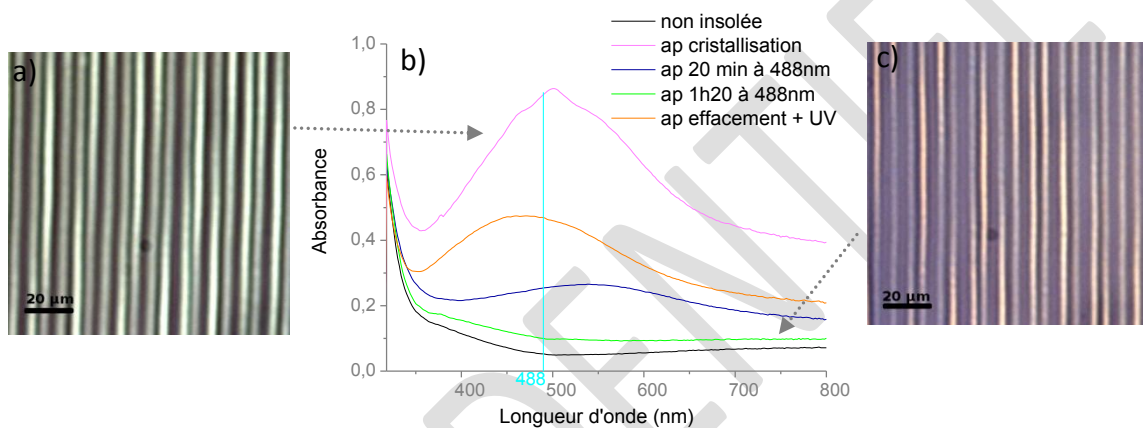 a)
20 µm
b)
non insolée
ap cristallisation
ap 20 min à 488nm
ap 1h20 à 488nm
ap effacement + UV
1,0
0,8
0,6
0,4
0,2
0,0
Absorbance
488
400 500 600 700 800
Longueur d'onde (nm)
c)
20 µm